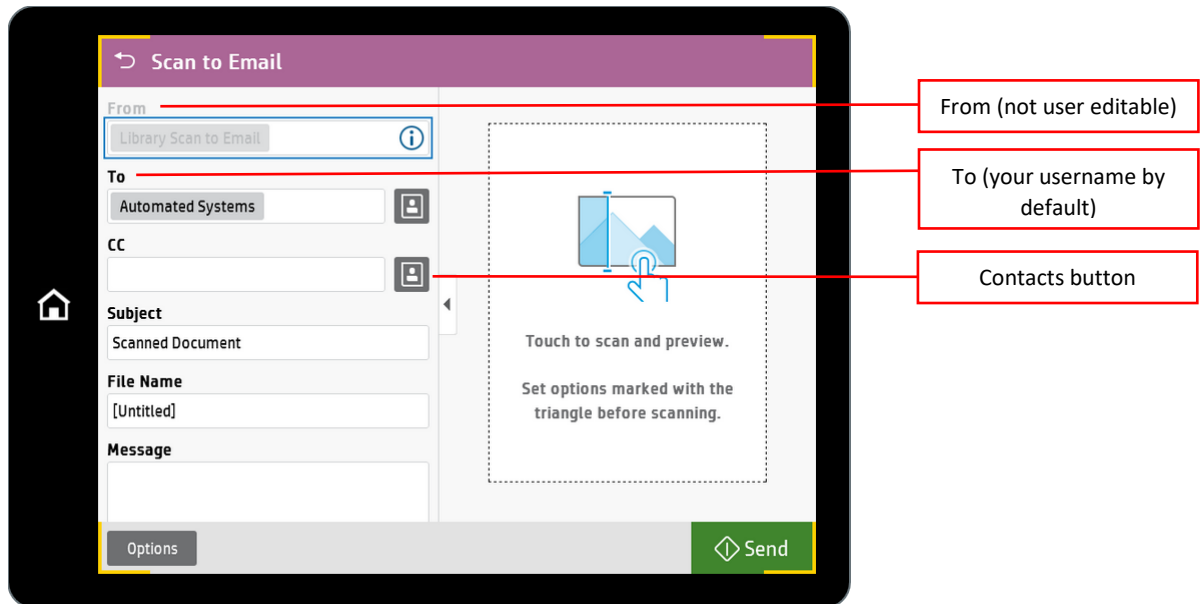 Scan to Email
From
Library Scan to Email
To
Automated Systems
CC
Subject
Scanned Document
File Name
[Untitled]
Message
Touch to scan and preview.
Set options marked with the
triangle before scanning.
Options
Send
From (not user editable)
To (your username by
default)
Contacts button